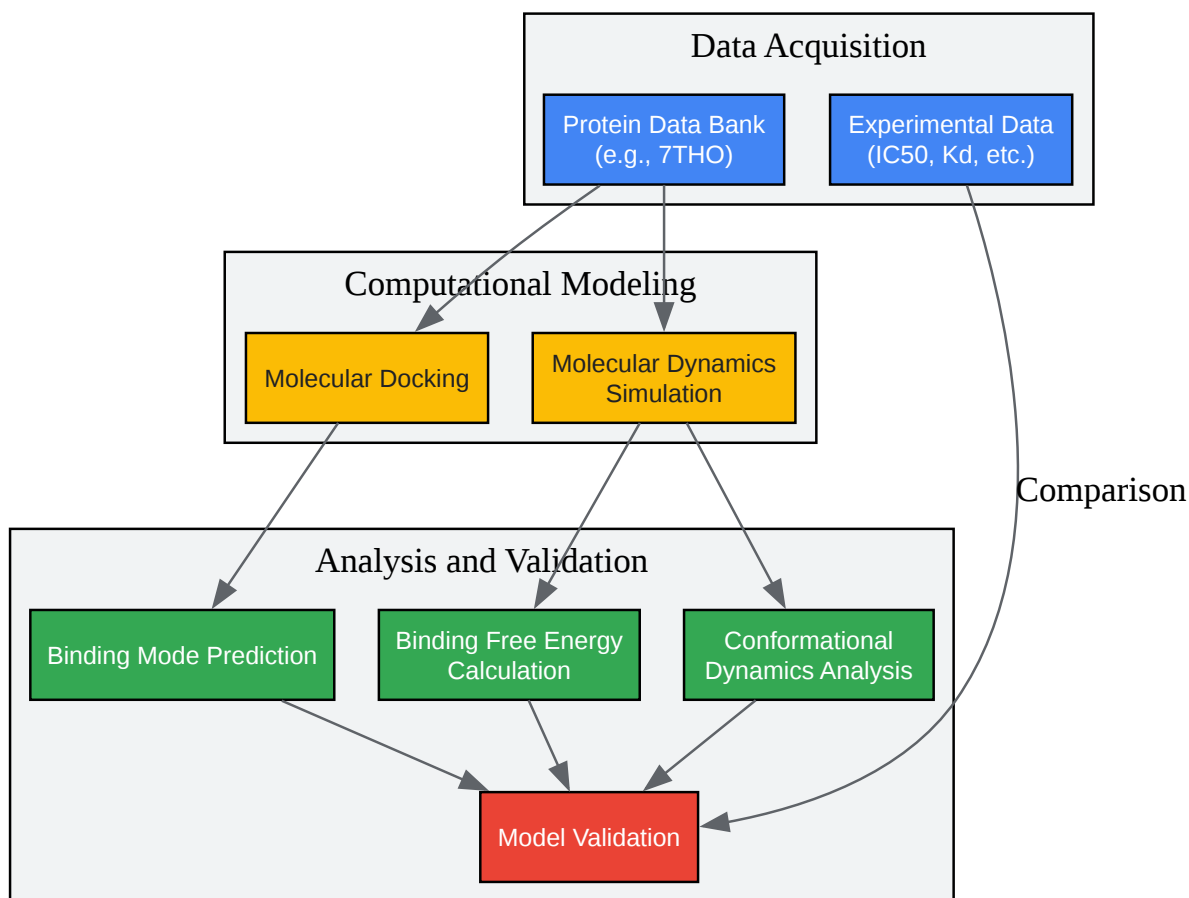 Data Acquisition
Protein Data Bank
(e.g., 7THO)
Experimental Data
(IC50, Kd, etc.)
Computational Modeling
Molecular Docking
Molecular Dynamics
Simulation
Comparison
Analysis and Validation
Binding Mode Prediction
Binding Free Energy
Calculation
Conformational
Dynamics Analysis
Model Validation